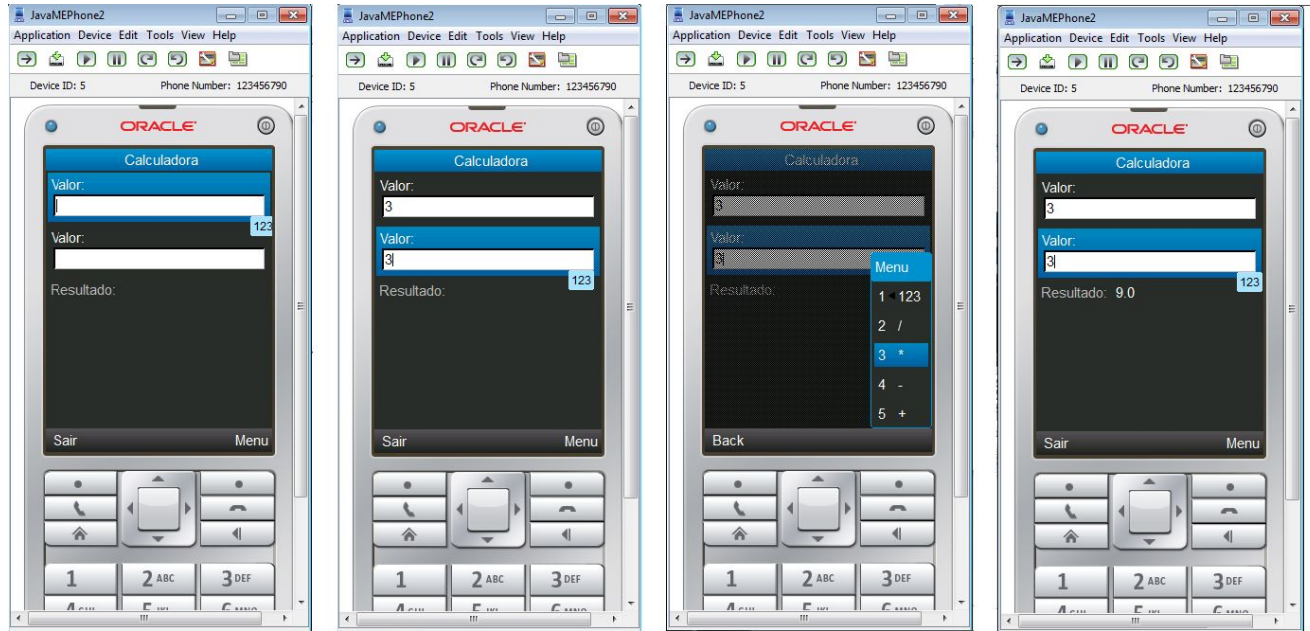 JavaMEPhone2
Application Device Edit Tools View Help
Device ID: 5 Phone Number: 123456790
ORACLE
Calculadora
Valor:
123
Valor:
Resultado:
Sair Menu
1 2 ABC 3 DEF
JavaMEPhone2
Application Device Edit Tools View Help
Device ID: 5 Phone Number: 123456790
ORACLE
Calculadora
Valor:
3
Valor:
3
123
Resultado:
Sair Menu
1 2 ABC 3 DEF
JavaMEPhone2
Application Device Edit Tools View Help
Device ID: 5 Phone Number: 123456790
ORACLE
Calculadora
Valor:
3
Valor:
3
Menu
Resultado:
1 123
2 /
3 *
4 -
5 +
Back
1 2 ABC 3 DEF
JavaMEPhone2
Application Device Edit Tools View Help
Device ID: 5 Phone Number: 123456790
ORACLE
Calculadora
Valor:
3
Valor:
3
123
Resultado: 9.0
Sair Menu
1 2 ABC 3 DEF